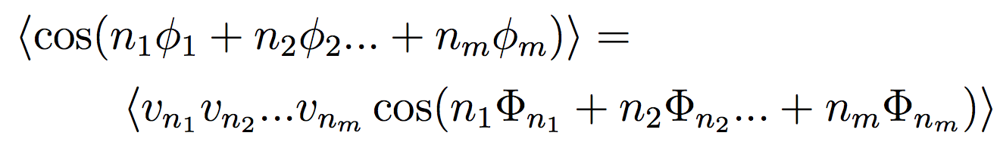 ⟨cos(n₁ϕ₁ + n₂ϕ₂... + nₘϕₘ)⟩ =
⟨vₙ₁vₙ₂...vₙₘ cos(n₁Φₙ₁ + n₂Φₙ₂... + nₘΦₙₘ)⟩